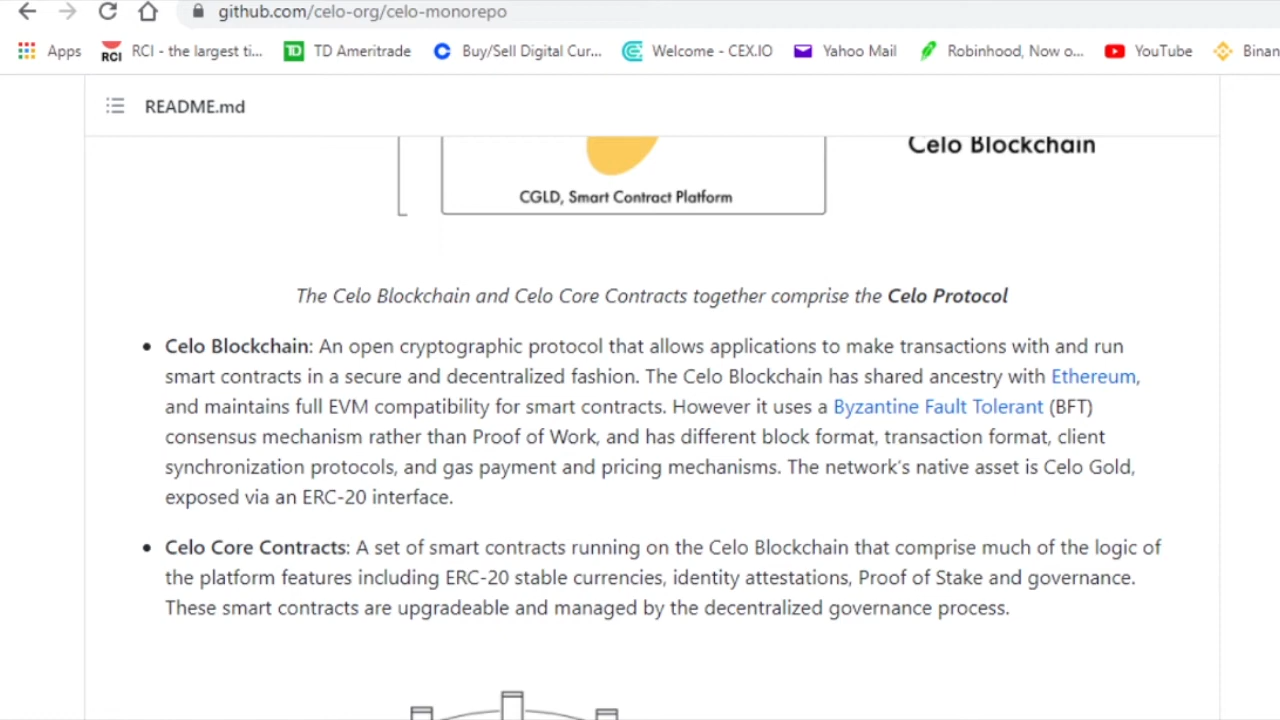 github.com/celo-org/celo-monorepo
Apps RCI RCI - the largest ti... TD TD Ameritrade Buy/Sell Digital Cur... Welcome - CEX.IO Yahoo Mail Robinhood, Now o... YouTube Binan
README.md
Celo Blockchain
CGLD, Smart Contract Platform
The Celo Blockchain and Celo Core Contracts together comprise the Celo Protocol
• Celo Blockchain: An open cryptographic protocol that allows applications to make transactions with and run
smart contracts in a secure and decentralized fashion. The Celo Blockchain has shared ancestry with Ethereum,
and maintains full EVM compatibility for smart contracts. However it uses a Byzantine Fault Tolerant (BFT)
consensus mechanism rather than Proof of Work, and has different block format, transaction format, client
synchronization protocols, and gas payment and pricing mechanisms. The network's native asset is Celo Gold,
exposed via an ERC-20 interface.
• Celo Core Contracts: A set of smart contracts running on the Celo Blockchain that comprise much of the logic of
the platform features including ERC-20 stable currencies, identity attestations, Proof of Stake and governance.
These smart contracts are upgradeable and managed by the decentralized governance process.